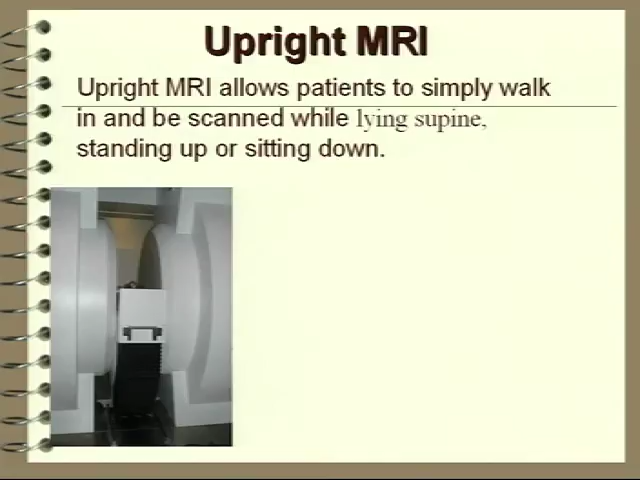 Upright MRI
Upright MRI allows patients to simply walk
in and be scanned while lying supine,
standing up or sitting down.